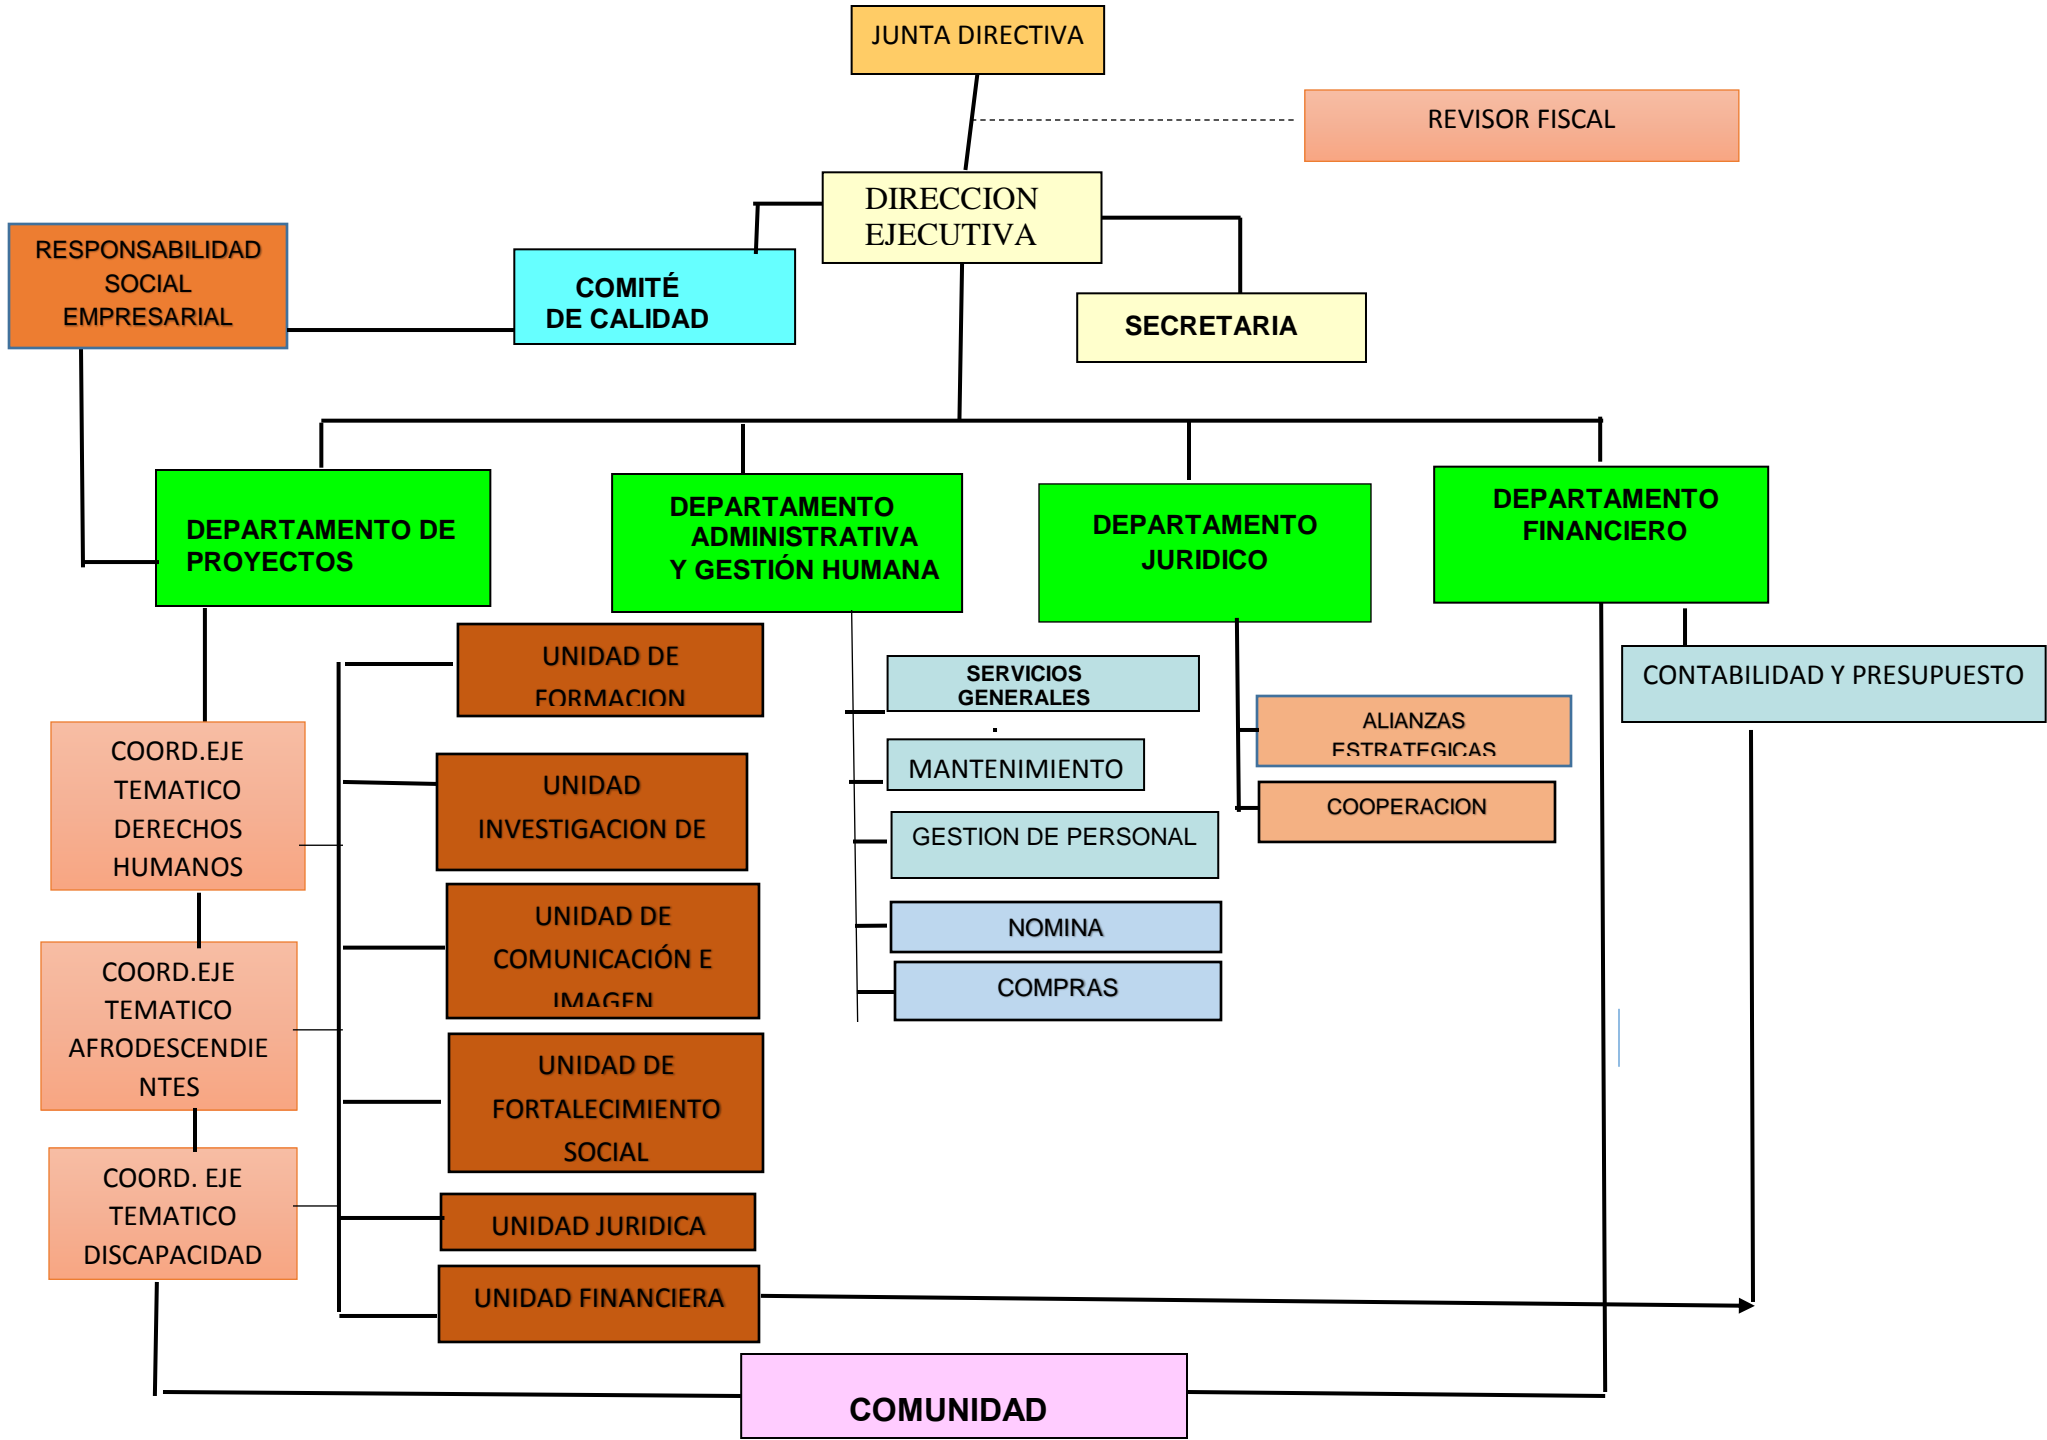 JUNTA DIRECTIVA
REVISOR FISCAL
DIRECCION
EJECUTIVA
RESPONSABILIDAD
SOCIAL
EMPRESARIAL
COMITÉ
DE CALIDAD
SECRETARIA
DEPARTAMENTO DE
PROYECTOS
DEPARTAMENTO
ADMINISTRATIVA
Y GESTIÓN HUMANA
DEPARTAMENTO
JURIDICO
DEPARTAMENTO
FINANCIERO
COORD.EJE
TEMATICO
DERECHOS
HUMANOS
COORD.EJE
TEMATICO
AFRODESCENDIE
NTES
COORD. EJE
TEMATICO
DISCAPACIDAD
UNIDAD DE
FORMACION
UNIDAD
INVESTIGACION DE
UNIDAD DE
COMUNICACIÓN E
IMAGEN
UNIDAD DE
FORTALECIMIENTO
SOCIAL
UNIDAD JURIDICA
UNIDAD FINANCIERA
SERVICIOS
GENERALES
.
MANTENIMIENTO
GESTION DE PERSONAL
NOMINA
COMPRAS
ALIANZAS
ESTRATEGICAS
COOPERACION
CONTABILIDAD Y PRESUPUESTO
COMUNIDAD